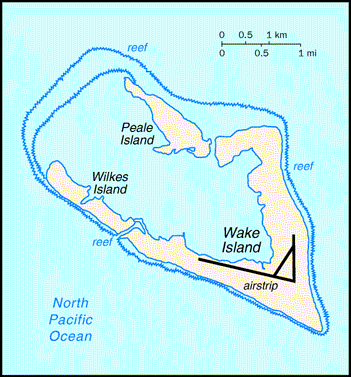 0 0.5 1 km
0 0.5 1 mi
reef
Peale
Island
reef
Wilkes
Island
Wake
Island
reef
airstrip
North
Pacific
Ocean